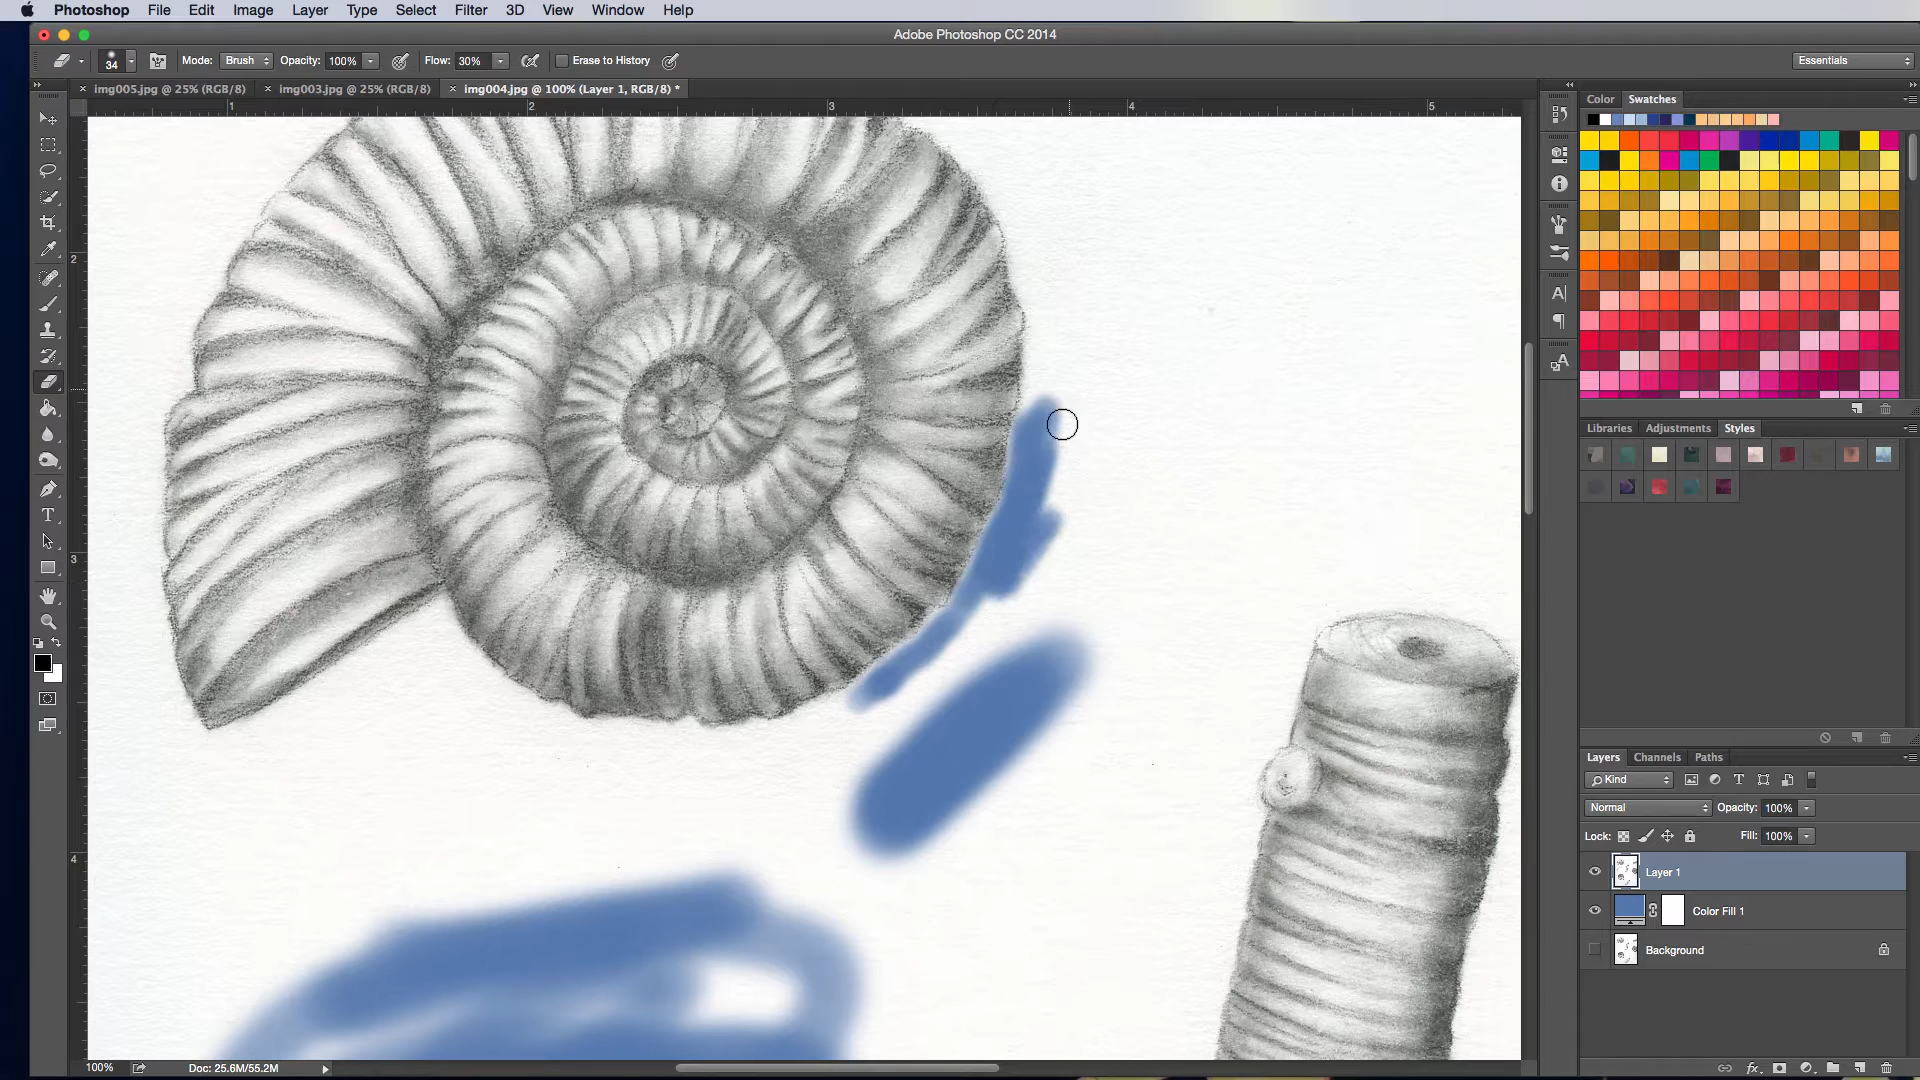 Photoshop File Edit Image Layer Type Select Filter 3D View Window Help
Adobe Photoshop CC 2014
34 Mode: Brush Opacity: 100% Flow: 30% Erase to History Essentials
× img005.jpg @ 25% (RGB/8) × img003.jpg @ 25% (RGB/8) × img004.jpg @ 100% (Layer 1, RGB/8) *
Color Swatches
1 2 3 4 5
2
3
4
Libraries Adjustments Styles
Layers Channels Paths
Kind
Normal Opacity: 100%
Lock: Fill: 100%
Layer 1
Color Fill 1
Background
100% Doc: 25.6M/55.2M